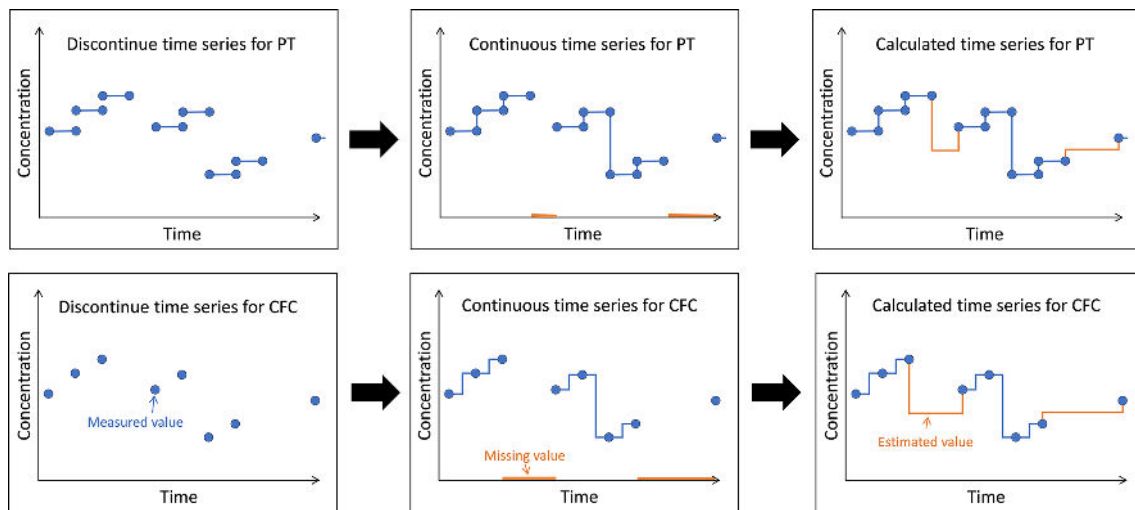 Discontinue time series for PT
Concentration
Time
Continuous time series for PT
Concentration
Time
Calculated time series for PT
Concentration
Time
Discontinue time series for CFC
Concentration
Measured value
Time
Continuous time series for CFC
Concentration
Missing value
Time
Calculated time series for CFC
Concentration
Estimated value
Time